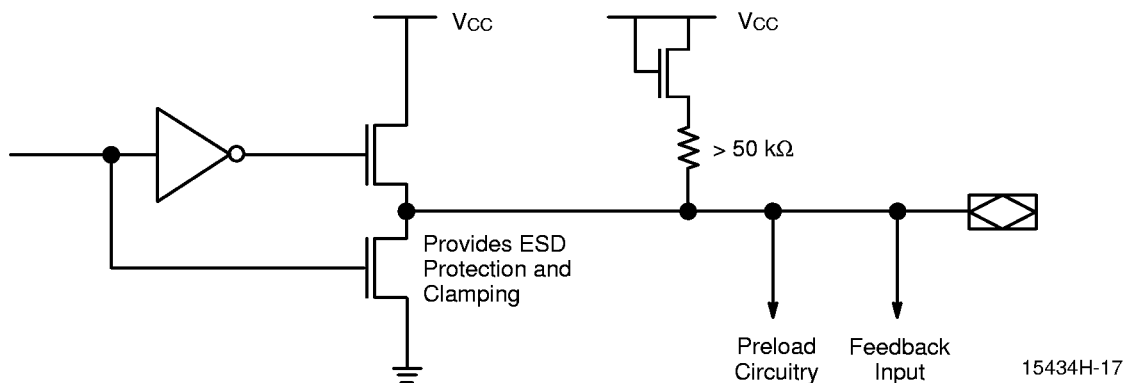 VCC
VCC
> 50 kΩ
Provides ESD
Protection and
Clamping
Preload
Circuitry
Feedback
Input
15434H-17